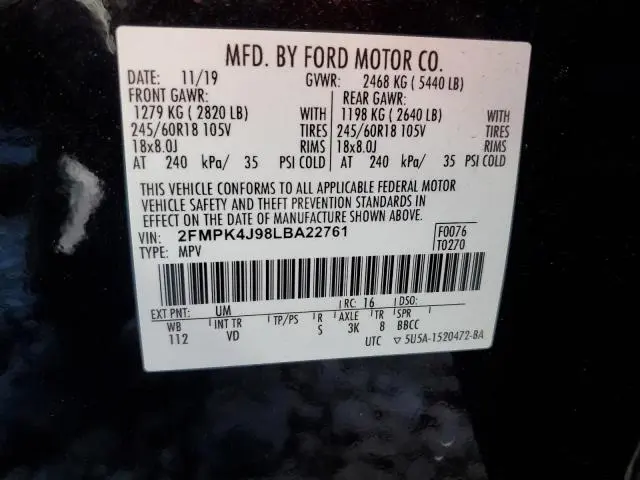 MFD. BY FORD MOTOR CO.
DATE: 11/19 GVWR: 2468 KG ( 5440 LB)
FRONT GAWR: REAR GAWR:
1279 KG ( 2820 LB) WITH 1198 KG ( 2640 LB) WITH
245/60R18 105V TIRES 245/60R18 105V TIRES
18x8.0J RIMS 18x8.0J RIMS
AT 240 kPa/ 35 PSI COLD AT 240 kPa/ 35 PSI COLD
THIS VEHICLE CONFORMS TO ALL APPLICABLE FEDERAL MOTOR
VEHICLE SAFETY AND THEFT PREVENTION STANDARDS IN
EFFECT ON THE DATE OF MANUFACTURE SHOWN ABOVE.
VIN: 2FMPK4J98LBA22761 F0076
TYPE: MPV T0270
EXT PNT: UM RC: 16 DSO:
WB INT TR TP/PS R AXLE TR SPR
112 VD S 3K 8 BBCC
UTC ▽ 5U5A-1520472-BA